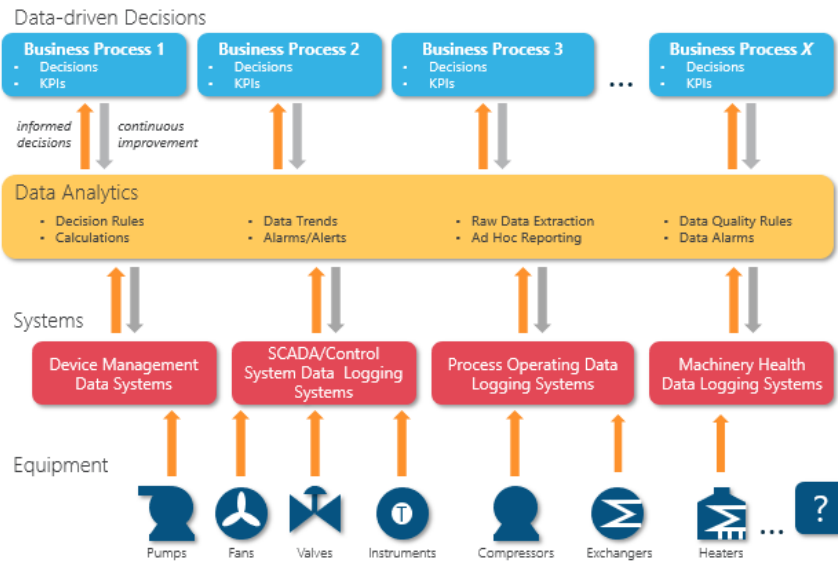 Data-driven Decisions
Business Process 1
• Decisions
• KPIs
Business Process 2
• Decisions
• KPIs
Business Process 3
• Decisions
• KPIs
...
Business Process X
• Decisions
• KPIs
informed
decisions
continuous
improvement
Data Analytics
• Decision Rules
• Calculations
• Data Trends
• Alarms/Alerts
• Raw Data Extraction
• Ad Hoc Reporting
• Data Quality Rules
• Data Alarms
Systems
Device Management
Data Systems
SCADA/Control
System Data Logging
Systems
Process Operating Data
Logging Systems
Machinery Health
Data Logging Systems
Equipment
T
...
?
Pumps
Fans
Valves
Instruments
Compressors
Exchangers
Heaters